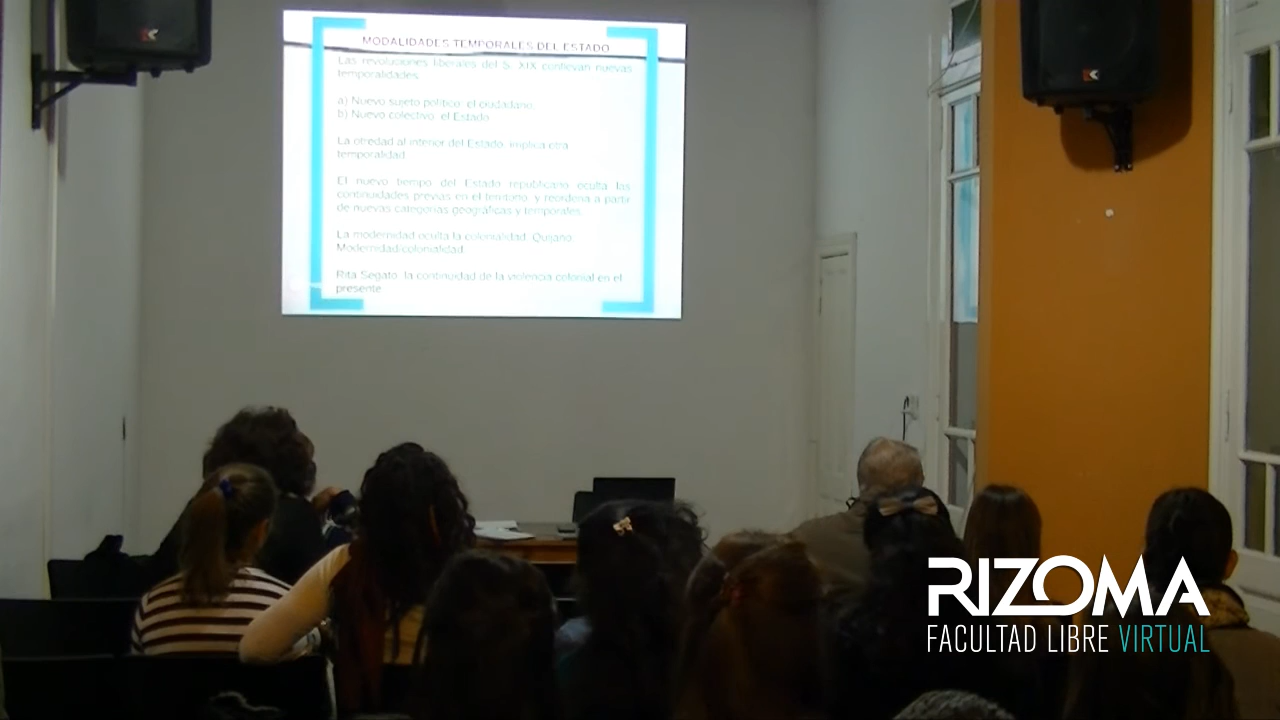 MODALIDADES TEMPORALES DEL ESTADO
Las revoluciones liberales del S. XIX conllevan nuevas
temporalidades.
a) Nuevo sujeto político: el ciudadano.
b) Nuevo colectivo: el Estado
La otredad al interior del Estado: implica otra
temporalidad.
El nuevo tiempo del Estado republicano oculta las
continuidades previas en el territorio, y reordena a partir
de nuevas categorías geográficas y temporales.
La modernidad oculta la colonialidad. Quijano:
Modernidad/colonialidad.
Rita Segato: la continuidad de la violencia colonial en el
presente
RIZOMA
FACULTAD LIBRE VIRTUAL